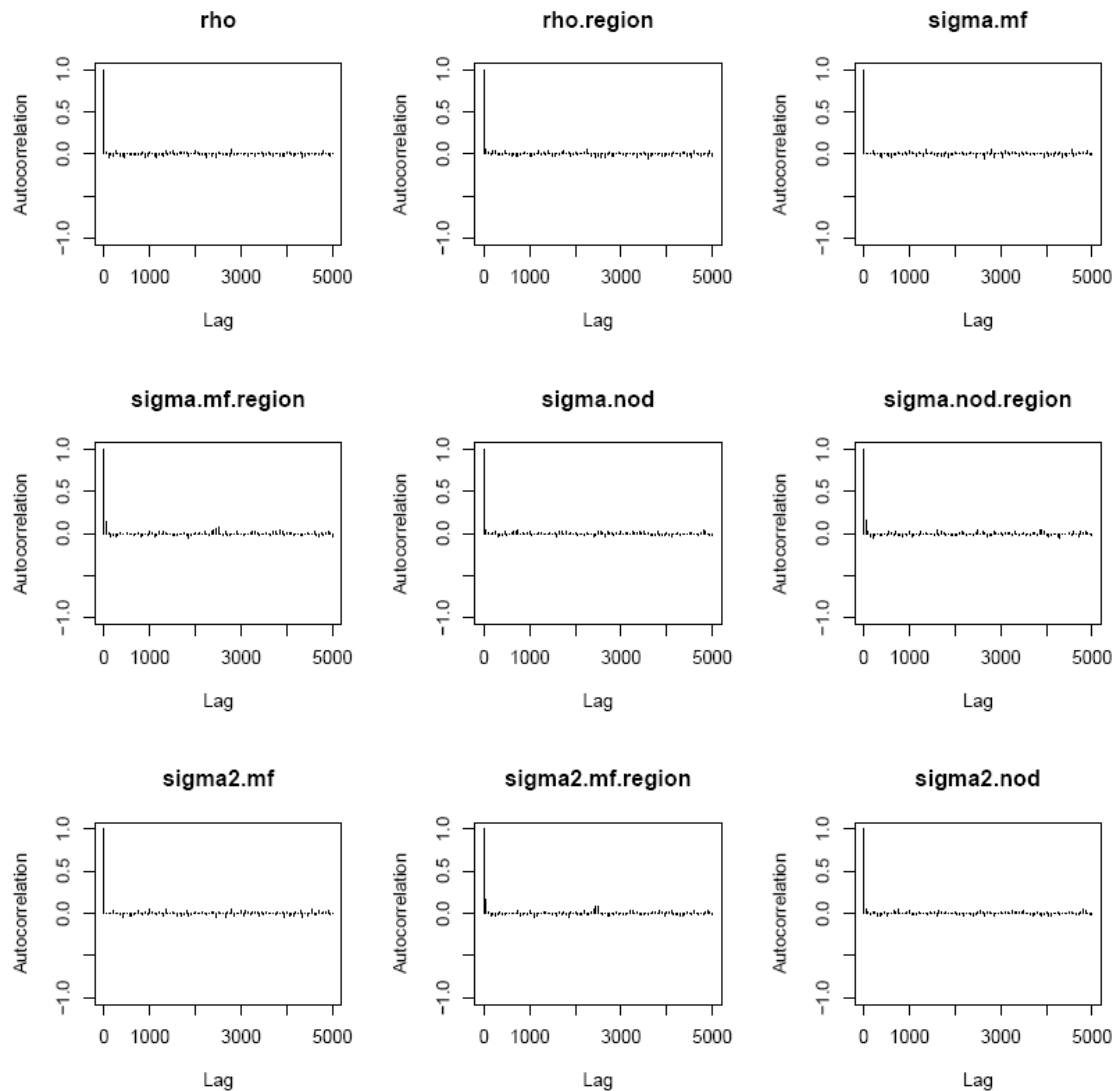 rho
rho.region
sigma.mf
Autocorrelation
1.0
0.5
0.0
−1.0
0 1000 3000 5000
Lag
Autocorrelation
1.0
0.5
0.0
−1.0
0 1000 3000 5000
Lag
Autocorrelation
1.0
0.5
0.0
−1.0
0 1000 3000 5000
Lag
sigma.mf.region
sigma.nod
sigma.nod.region
Autocorrelation
1.0
0.5
0.0
−1.0
0 1000 3000 5000
Lag
Autocorrelation
1.0
0.5
0.0
−1.0
0 1000 3000 5000
Lag
Autocorrelation
1.0
0.5
0.0
−1.0
0 1000 3000 5000
Lag
sigma2.mf
sigma2.mf.region
sigma2.nod
Autocorrelation
1.0
0.5
0.0
−1.0
0 1000 3000 5000
Lag
Autocorrelation
1.0
0.5
0.0
−1.0
0 1000 3000 5000
Lag
Autocorrelation
1.0
0.5
0.0
−1.0
0 1000 3000 5000
Lag